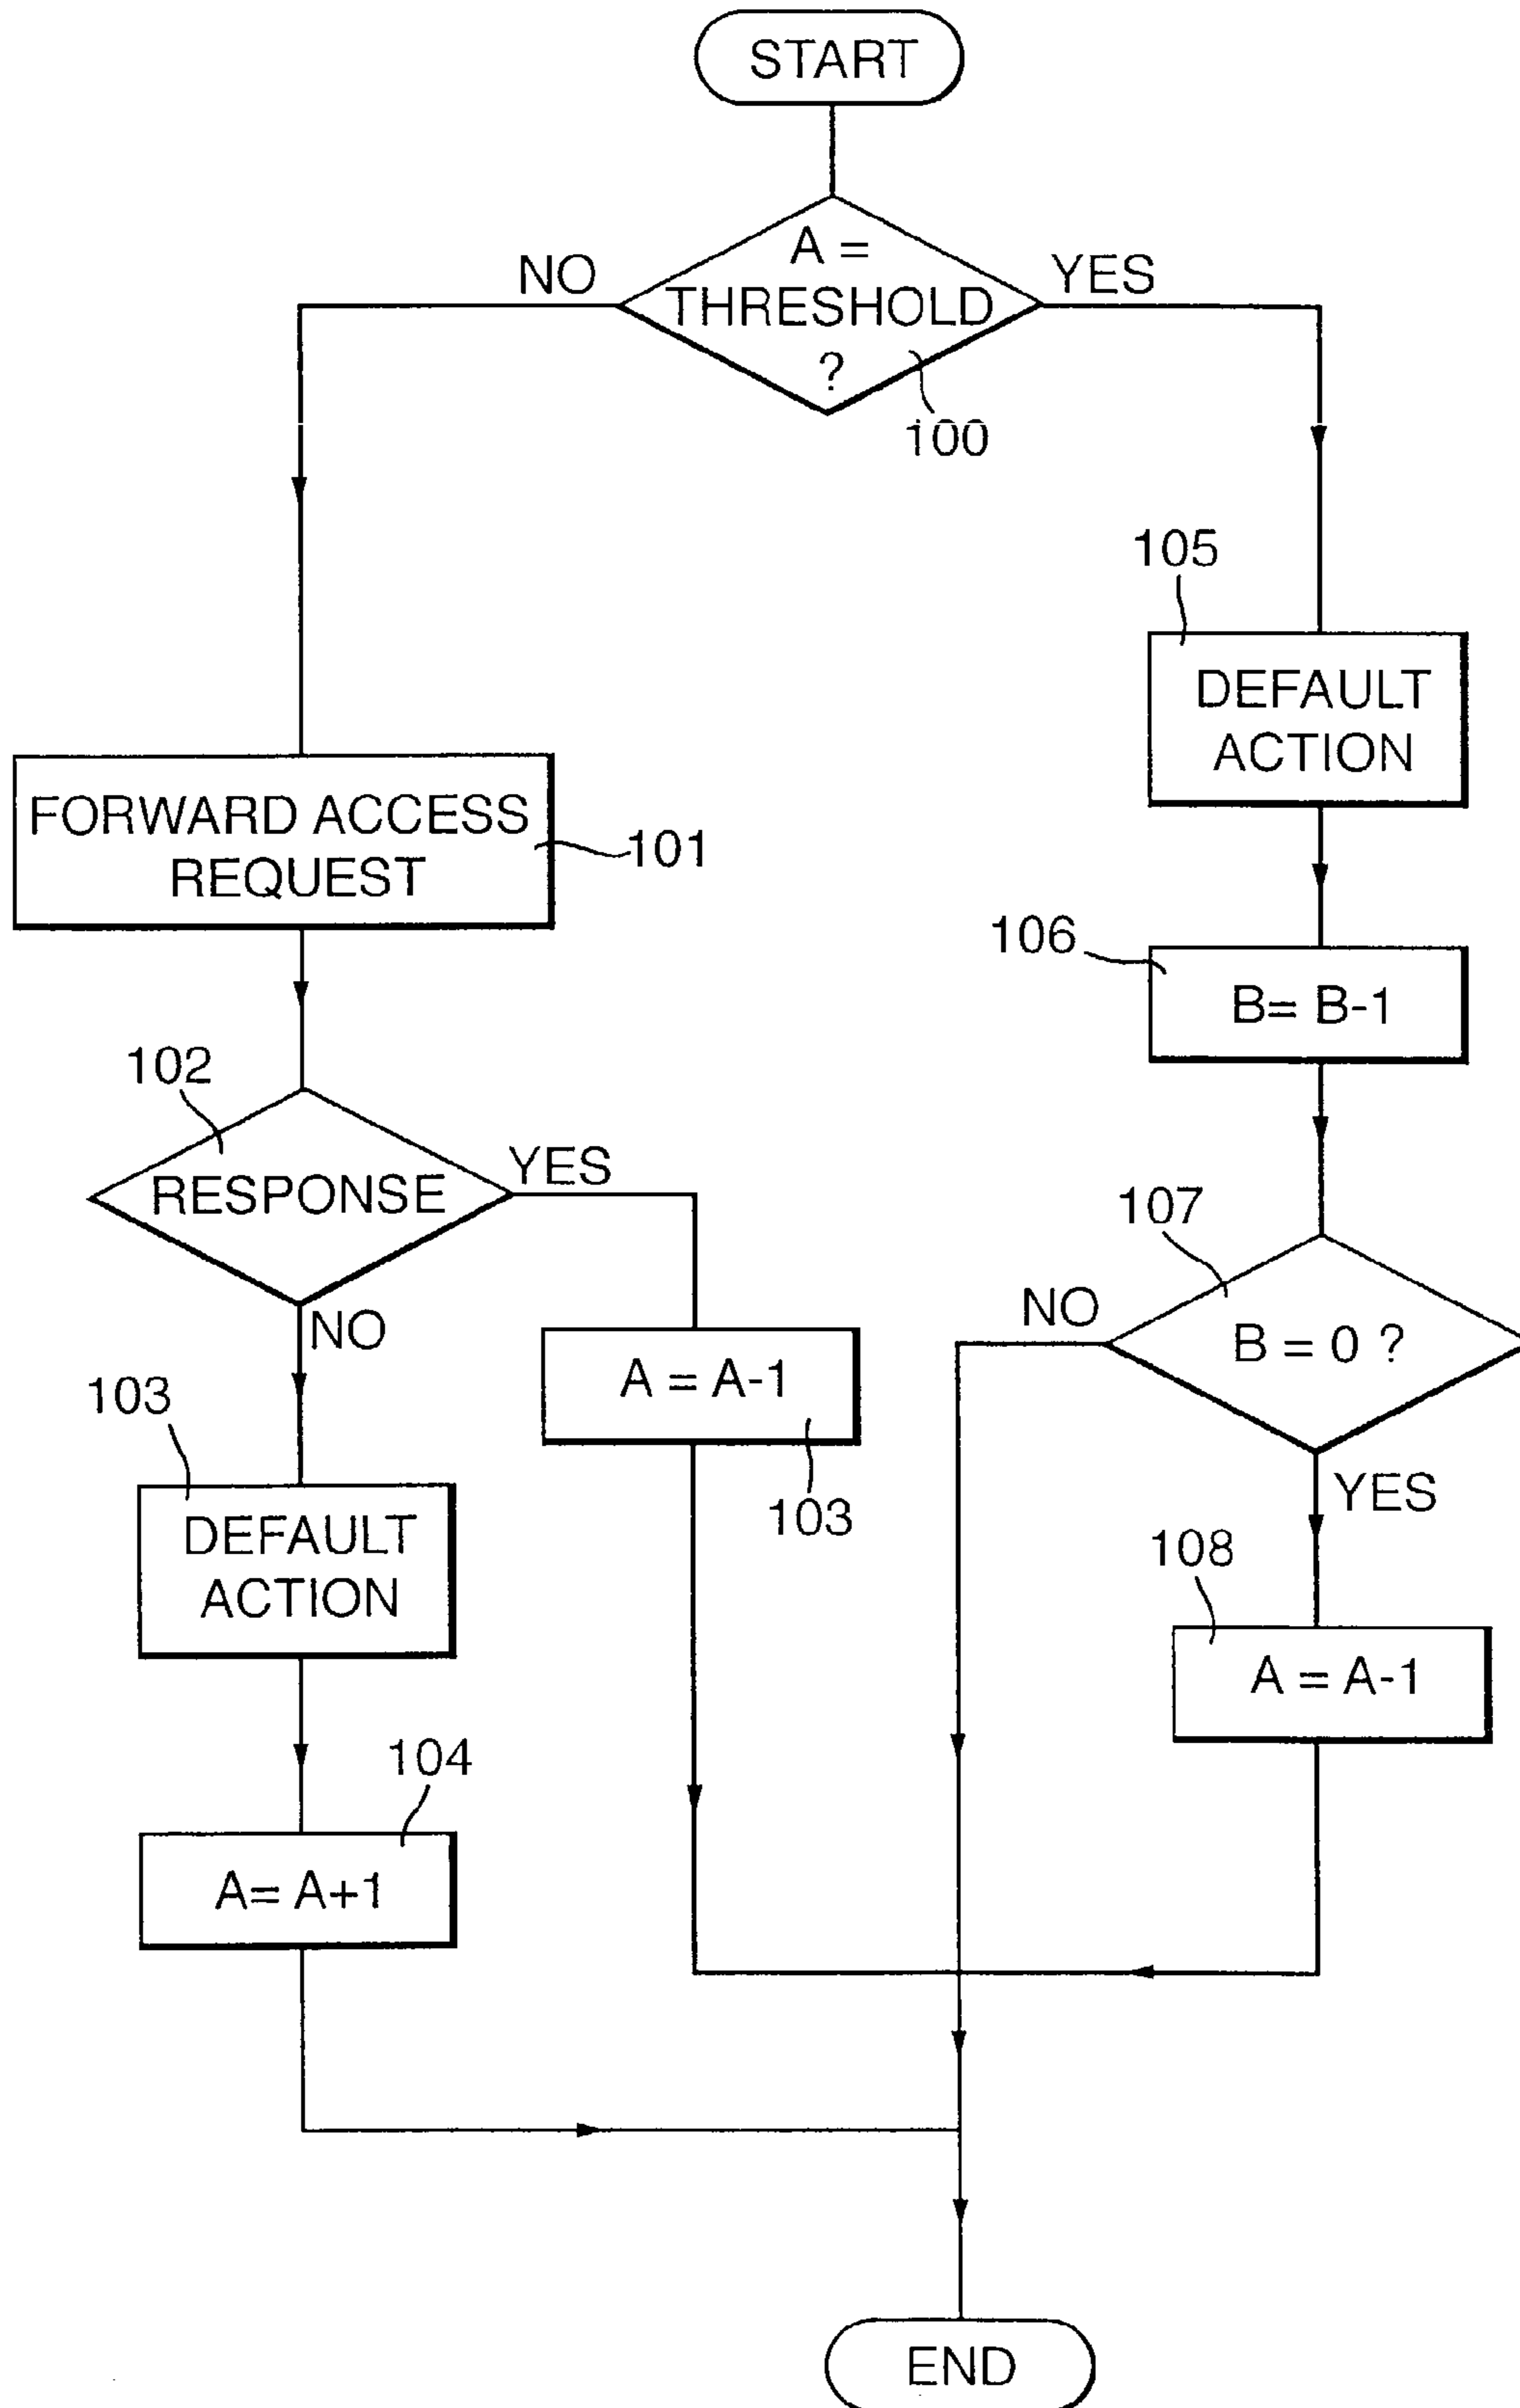 START
A =
THRESHOLD
?
NO
YES
100
105
DEFAULT
ACTION
FORWARD ACCESS
REQUEST
101
106
B= B-1
102
RESPONSE
YES
NO
107
NO
B = 0 ?
YES
103
DEFAULT
ACTION
A = A-1
103
108
A = A-1
104
A= A+1
END